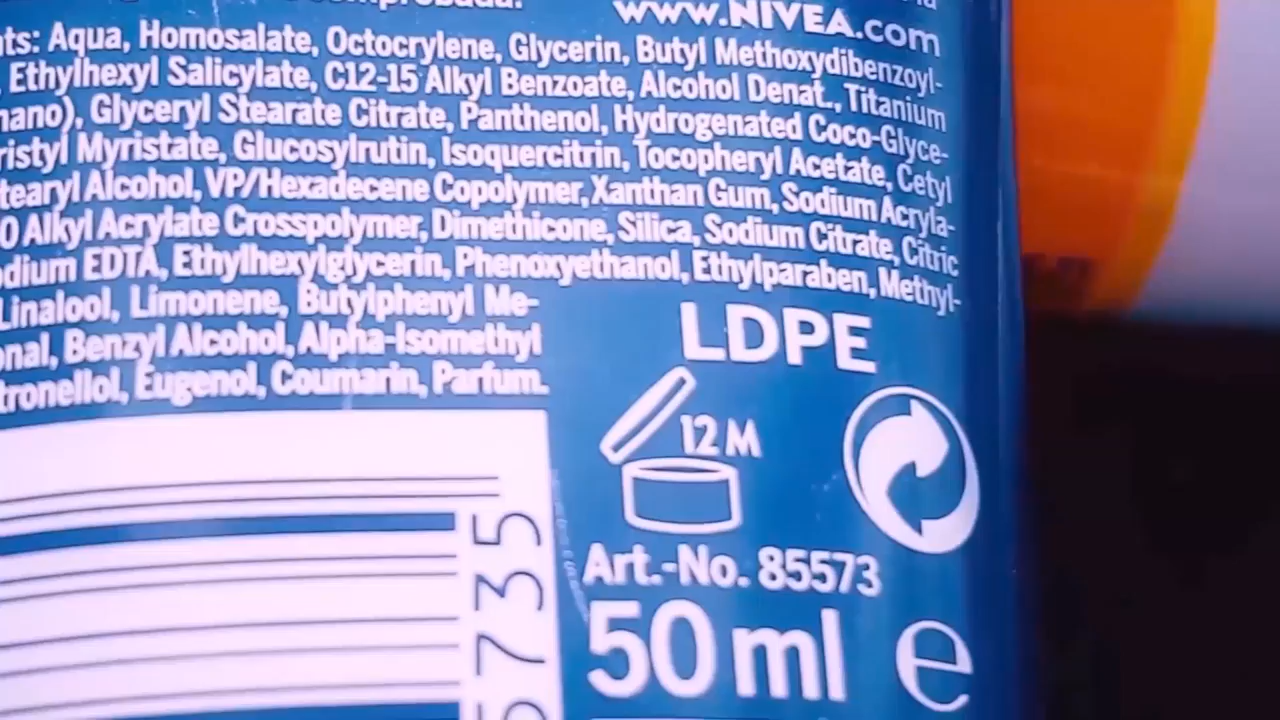 www.NIVEA.com
Aqua, Homosalate, Octocrylene, Glycerin, Butyl Methoxydibenzoyl-
Ethylhexyl Salicylate, C12-15 Alkyl Benzoate, Alcohol Denat., Titanium
nano), Glyceryl Stearate Citrate, Panthenol, Hydrogenated Coco-Glyce-
ristyl Myristate, Glucosylrutin, Isoquercitrin, Tocopheryl Acetate, Cetyl
tearyl Alcohol, VP/Hexadecene Copolymer, Xanthan Gum, Sodium Acryla-
0 Alkyl Acrylate Crosspolymer, Dimethicone, Silica, Sodium Citrate, Citric
dium EDTA, Ethylhexylglycerin, Phenoxyethanol, Ethylparaben, Methyl-
Linalool, Limonene, Butylphenyl Me-
onal, Benzyl Alcohol, Alpha-Isomethyl
tronellol, Eugenol, Coumarin, Parfum.
LDPE
12 M
Art.-No. 85573
50 ml e
5735